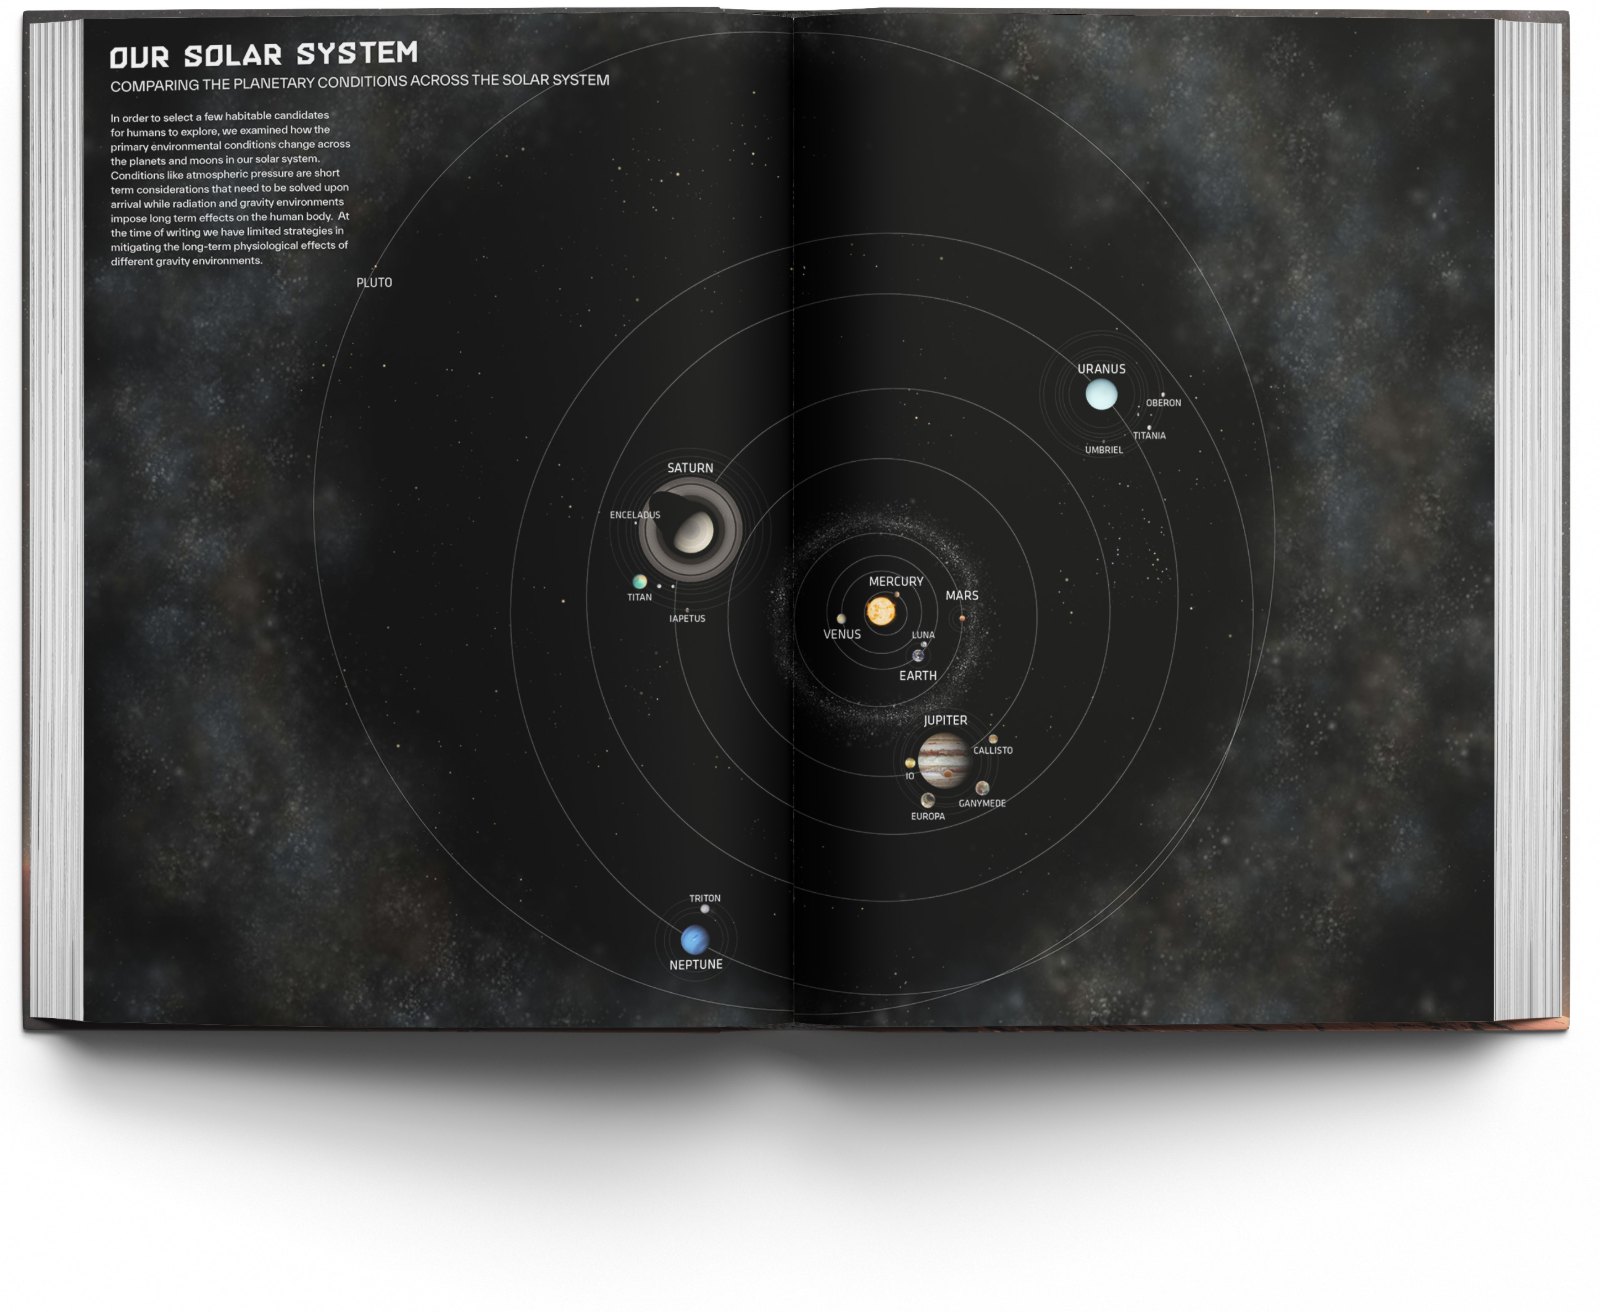 OUR SOLAR SYSTEM
COMPARING THE PLANETARY CONDITIONS ACROSS THE SOLAR SYSTEM
In order to select a few habitable candidates
for humans to explore, we examined how the
primary environmental conditions change across
the planets and moons in our solar system.
Conditions like atmospheric pressure are short
term considerations that need to be solved upon
arrival while radiation and gravity environments
impose long term effects on the human body. At
the time of writing we have limited strategies in
mitigating the long-term physiological effects of
different gravity environments.
PLUTO
URANUS
OBERON
TITANIA
UMBRIEL
SATURN
ENCELADUS
TITAN
IAPETUS
MERCURY
MARS
VENUS
LUNA
EARTH
JUPITER
CALLISTO
IO
GANYMEDE
EUROPA
TRITON
NEPTUNE